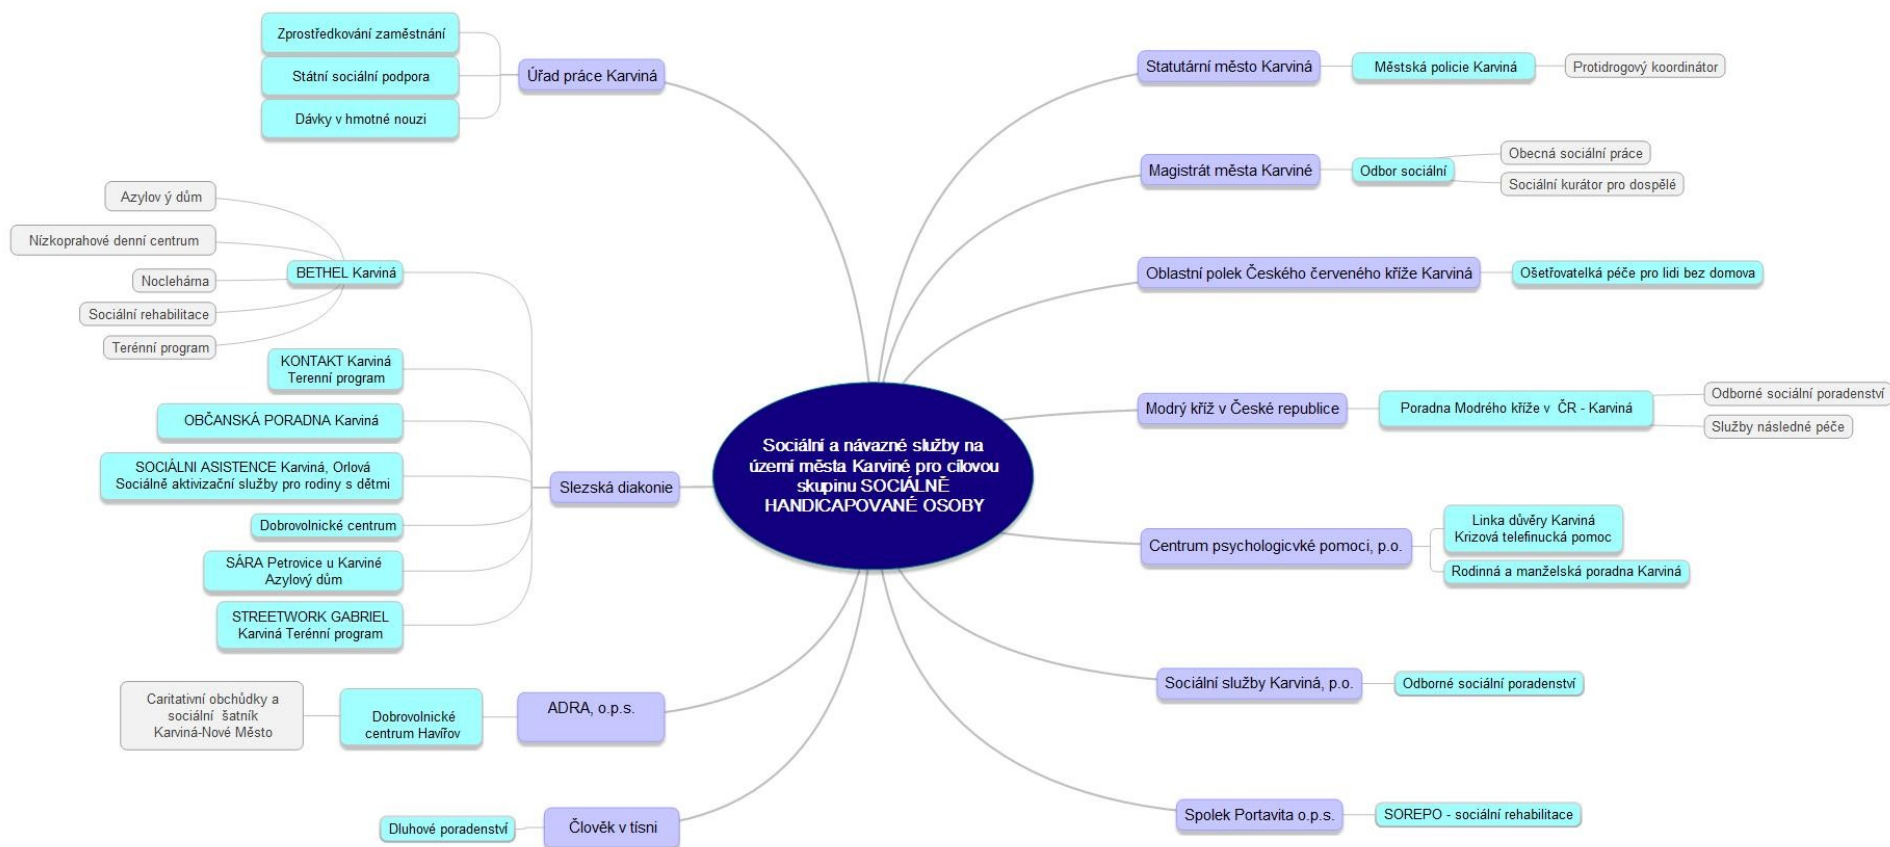 Zprostředkování zaměstnání
Státní sociální podpora
Dávky v hmotné nouzi
Úřad práce Karviná
Azylov ý dům
Nízkoprahové denní centrum
Noclehárna
Sociální rehabilitace
Terénní program
BETHEL Karviná
KONTAKT Karviná
Terenní program
OBČANSKÁ PORADNA Karviná
SOCIÁLNI ASISTENCE Karviná, Orlová
Sociálně aktivizační služby pro rodiny s dětmi
Dobrovolnické centrum
SÁRA Petrovice u Karviné
Azylový dům
STREETWORK GABRIEL
Karviná Terénní program
Slezská diakonie
Caritativní obchůdky a
sociální šatník
Karviná-Nové Město
Dobrovolnické
centrum Havířov
ADRA, o.p.s.
Dluhové poradenství
Člověk v tísni
Sociální a návazné služby na
území města Karviné pro cílovou
skupinu SOCIÁLNĚ
HANDICAPOVANÉ OSOBY
Statutární město Karviná
Městská policie Karviná
Protidrogový koordinátor
Magistrát města Karviné
Odbor sociální
Obecná sociální práce
Sociální kurátor pro dospělé
Oblastní polek Českého červeného kříže Karviná
Ošetřovatelká péče pro lidi bez domova
Modrý kříž v České republice
Poradna Modrého kříže v ČR - Karviná
Odborné sociální poradenství
Služby následné péče
Centrum psychologicvké pomoci, p.o.
Linka důvěry Karviná
Krizová telefinucká pomoc
Rodinná a manželská poradna Karviná
Sociální služby Karviná, p.o.
Odborné sociální poradenství
Spolek Portavita o.p.s.
SOREPO - sociální rehabilitace